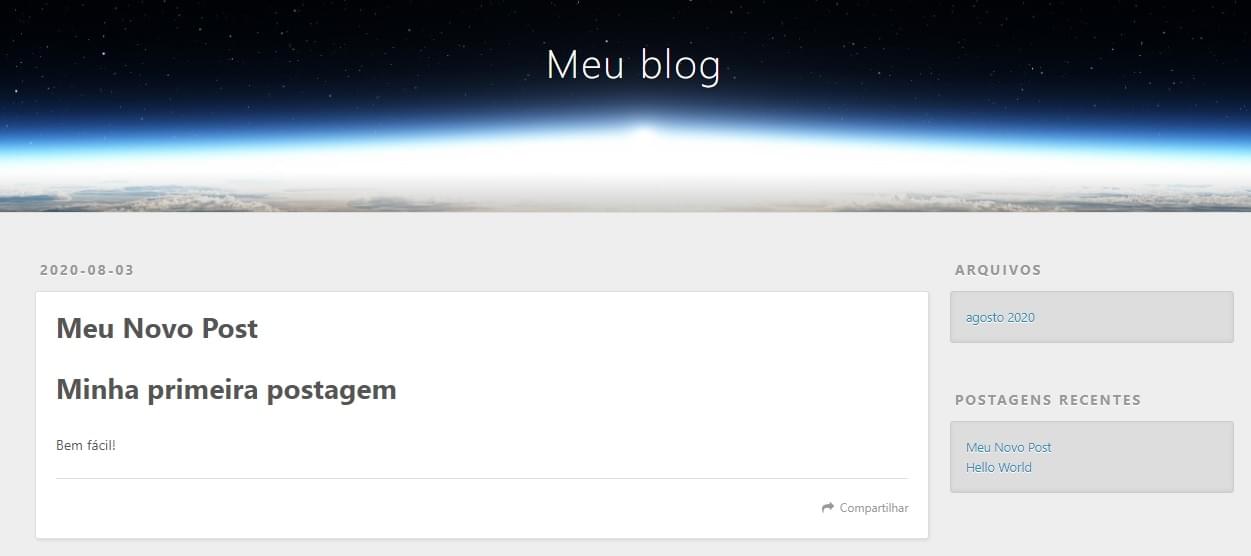 Meu blog
2020-08-03
Meu Novo Post
Minha primeira postagem
Bem fácil!
Compartilhar
ARQUIVOS
agosto 2020
POSTAGENS RECENTES
Meu Novo Post
Hello World